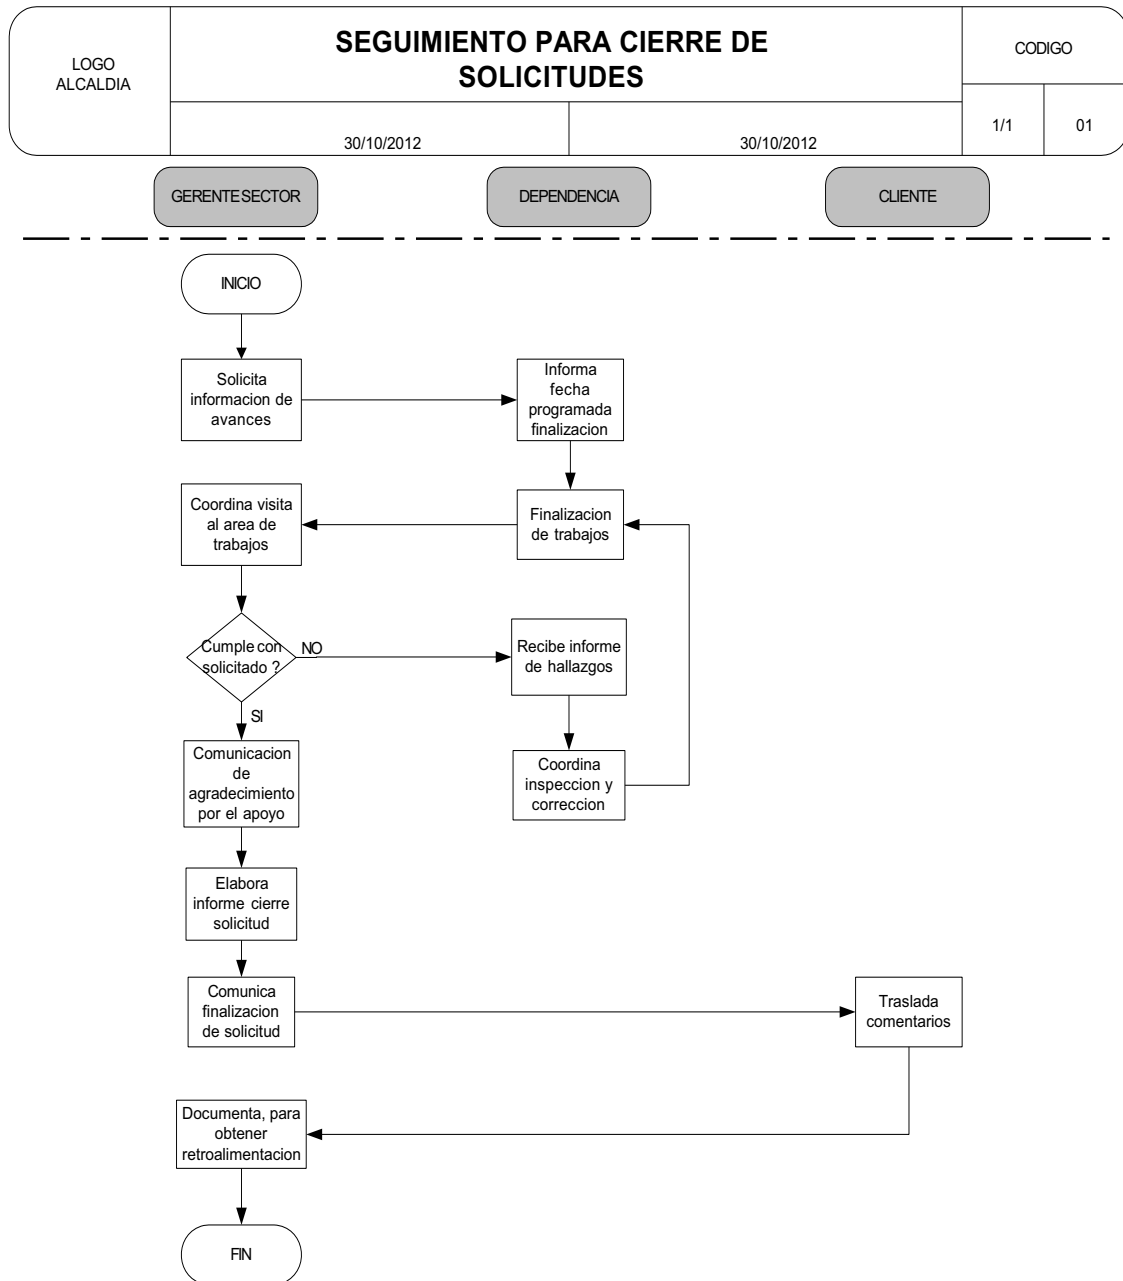 LOGO
ALCALDIA
SEGUIMIENTO PARA CIERRE DE
SOLICITUDES
CODIGO
30/10/2012
30/10/2012
1/1
01
GERENTE SECTOR
DEPENDENCIA
CLIENTE
INICIO
Solicita
informacion de
avances
Informa
fecha
programada
finalizacion
Coordina visita
al area de
trabajos
Finalizacion
de trabajos
Cumple con
solicitado ?
NO
Recibe informe
de hallazgos
SI
Comunicacion
de
agradecimiento
por el apoyo
Coordina
inspeccion y
correccion
Elabora
informe cierre
solicitud
Comunica
finalizacion
de solicitud
Traslada
comentarios
Documenta, para
obtener
retroalimentacion
FIN